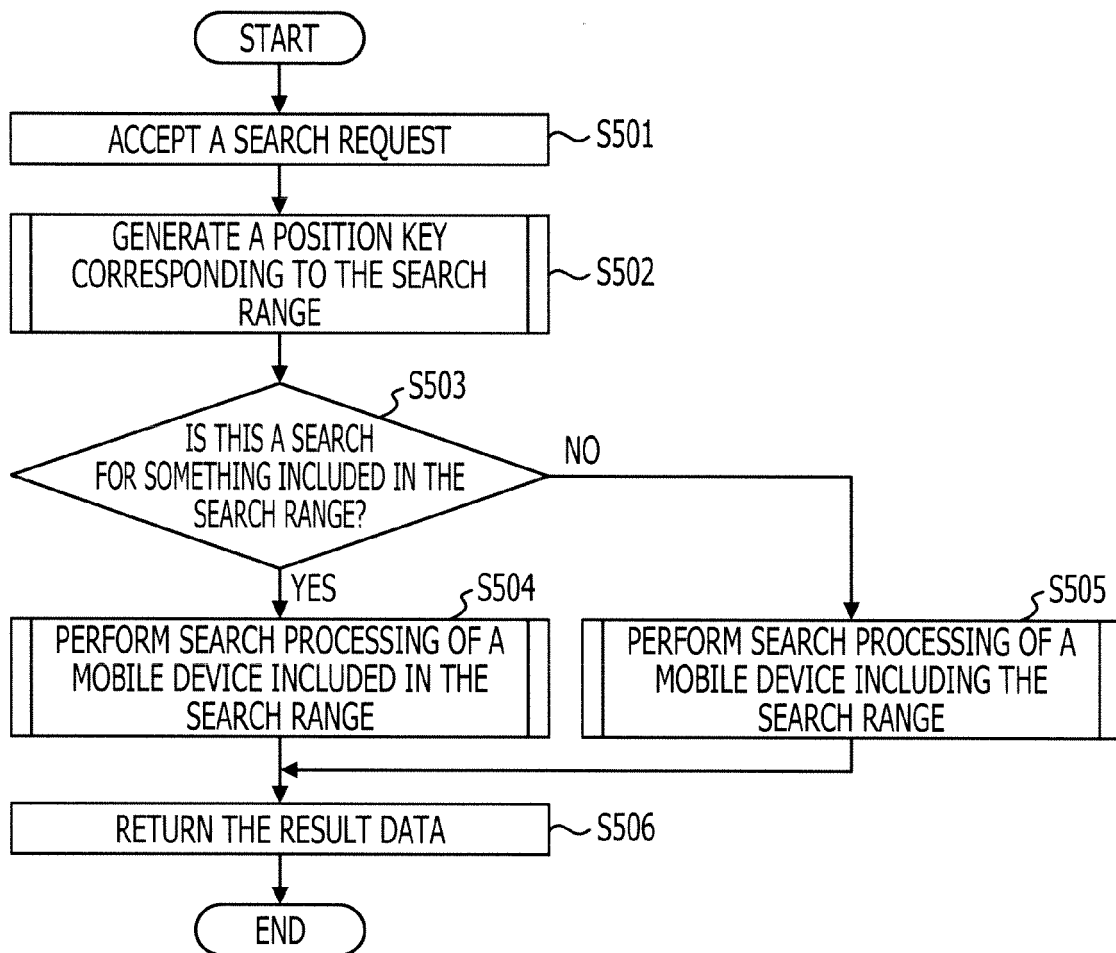 START
ACCEPT A SEARCH REQUEST
S501
GENERATE A POSITION KEY
CORRESPONDING TO THE SEARCH
RANGE
S502
S503
IS THIS A SEARCH
FOR SOMETHING INCLUDED IN THE
SEARCH RANGE?
NO
YES
S504
PERFORM SEARCH PROCESSING OF A
MOBILE DEVICE INCLUDED IN THE
SEARCH RANGE
S505
PERFORM SEARCH PROCESSING OF A
MOBILE DEVICE INCLUDING THE
SEARCH RANGE
RETURN THE RESULT DATA
S506
END